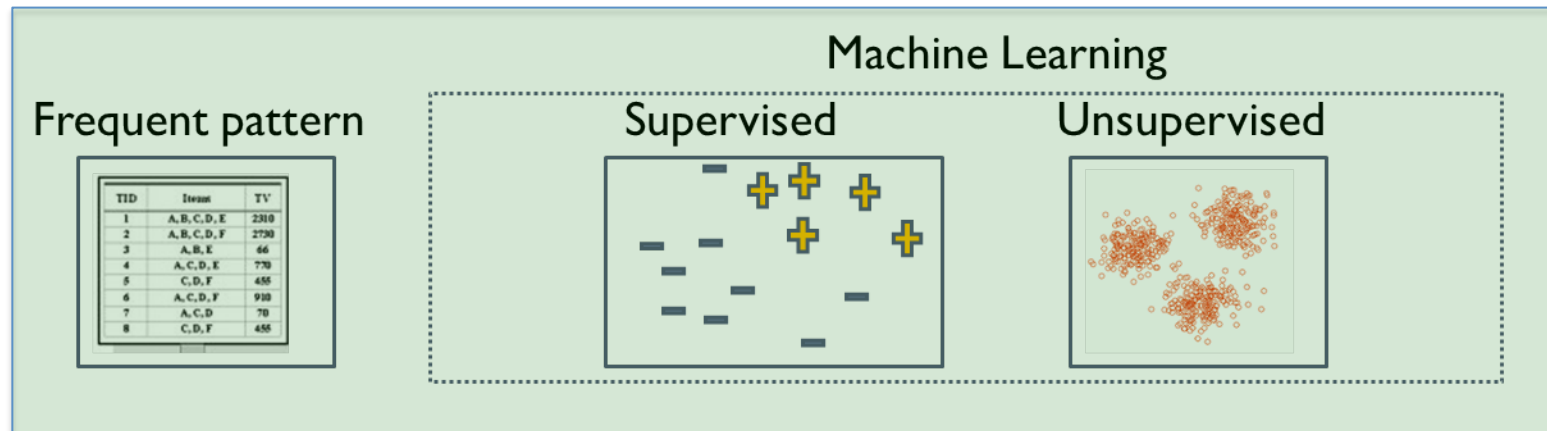 Machine Learning
Frequent pattern
Supervised
Unsupervised
TID Items TV
1 A, B, C, D, E 2310
2 A, B, C, D, F 2730
3 A, B, E 66
4 A, C, D, E 770
5 C, D, F 455
6 A, C, D, F 910
7 A, C, D 70
8 C, D, F 455